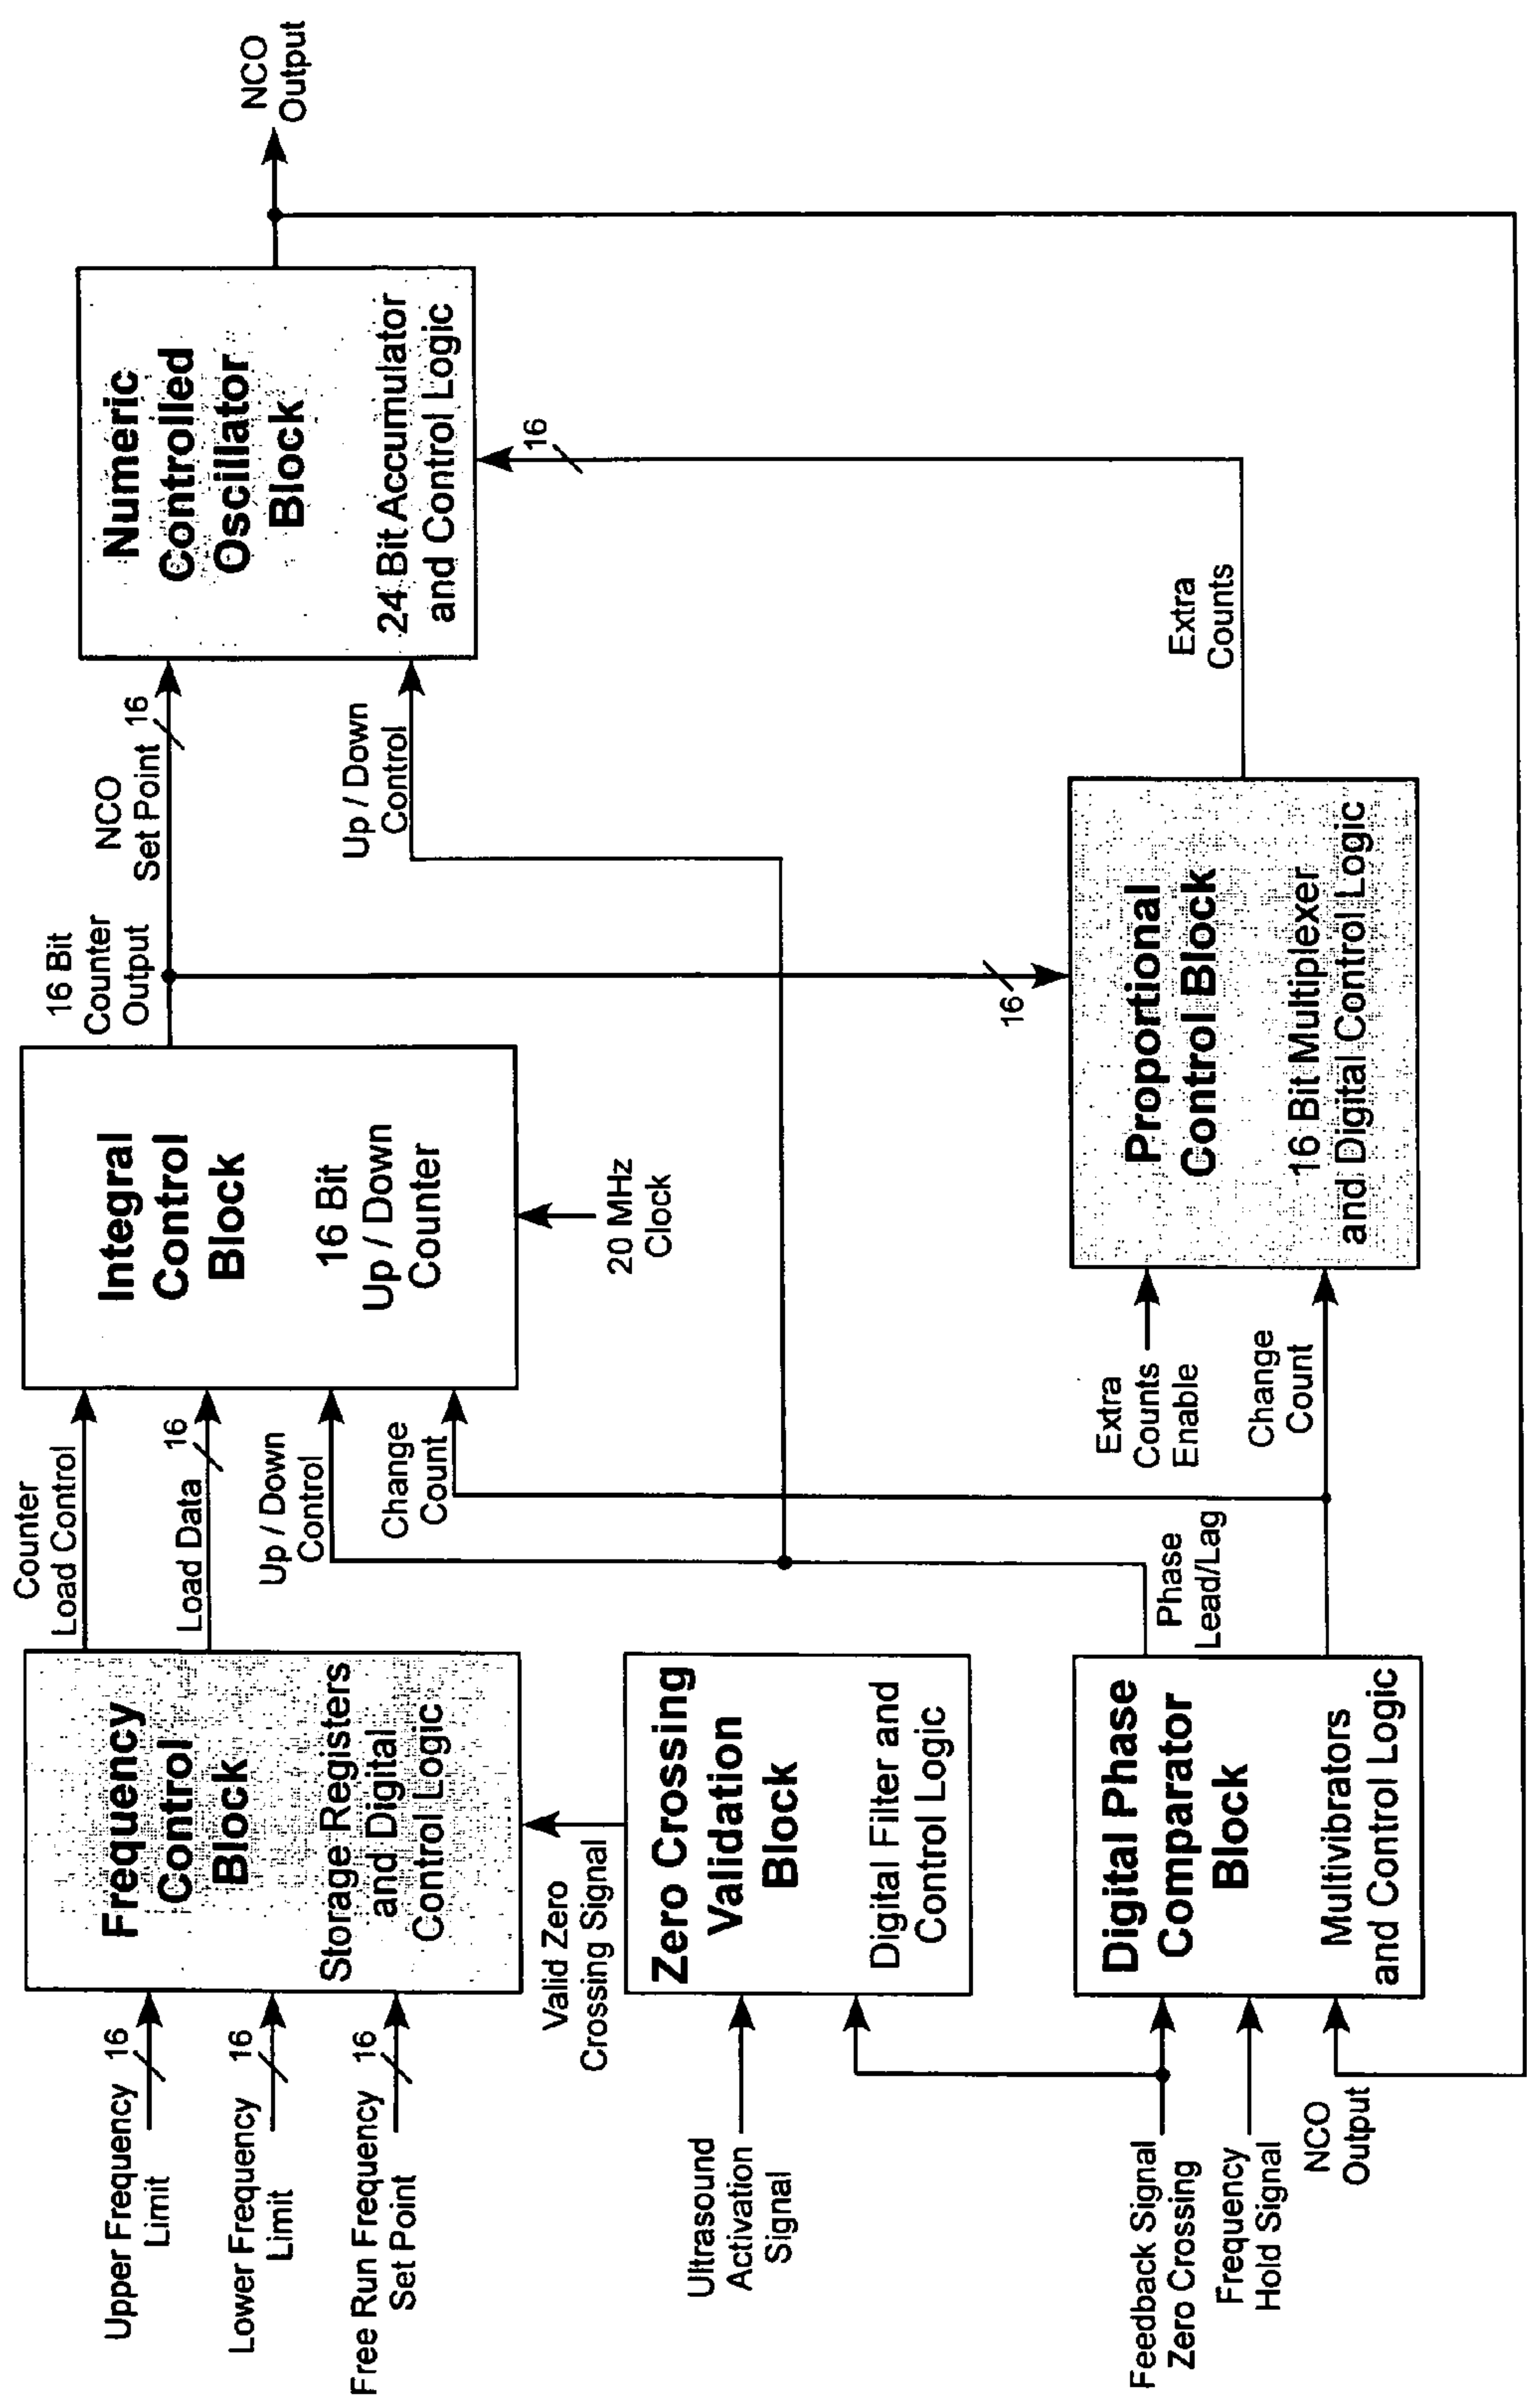 Upper Frequency
Limit
16
Lower Frequency
Limit
16
Free Run Frequency
Set Point
16
Frequency
Control
Block
Storage Registers
and Digital
Control Logic
Counter
Load Control
Load Data
16
Up / Down
Control
Change
Count
Integral
Control
Block
16 Bit
Up / Down
Counter
20 MHz
Clock
16 Bit
Counter
Output
NCO
Set Point
16
Up / Down
Control
Numeric
Controlled
Oscillator
Block
24 Bit Accumulator
and Control Logic
NCO
Output
16
Valid Zero
Crossing Signal
Ultrasound
Activation
Signal
Zero Crossing
Validation
Block
Digital Filter and
Control Logic
Feedback Signal
Zero Crossing
Frequency
Hold Signal
NCO
Output
Digital Phase
Comparator
Block
Multivibrators
and Control Logic
Phase
Lead/Lag
Extra
Counts
Enable
Change
Count
16
Proportional
Control Block
16 Bit Multiplexer
and Digital Control Logic
Extra
Counts